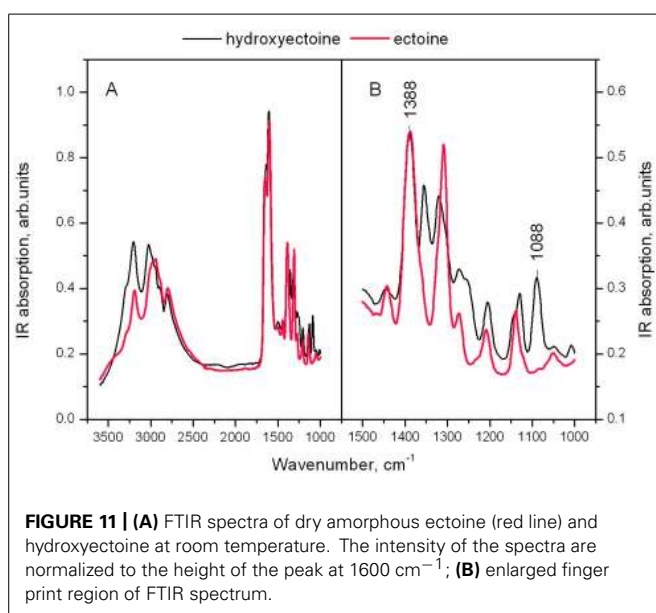 hydroxyectoine ectoine
A
B
1388
1088
1.0
0.8
0.6
0.4
0.2
0.0
0.6
0.5
0.4
0.3
0.2
0.1
IR absorption, arb.units
IR absorption, arb.units
3500 3000 2500 2000 1500 1000
1500 1400 1300 1200 1100 1000
Wavenumber, cm⁻¹
FIGURE 11 | (A) FTIR spectra of dry amorphous ectoine (red line) and
hydroxyectoine at room temperature. The intensity of the spectra are
normalized to the height of the peak at 1600 cm⁻¹; (B) enlarged finger
print region of FTIR spectrum.